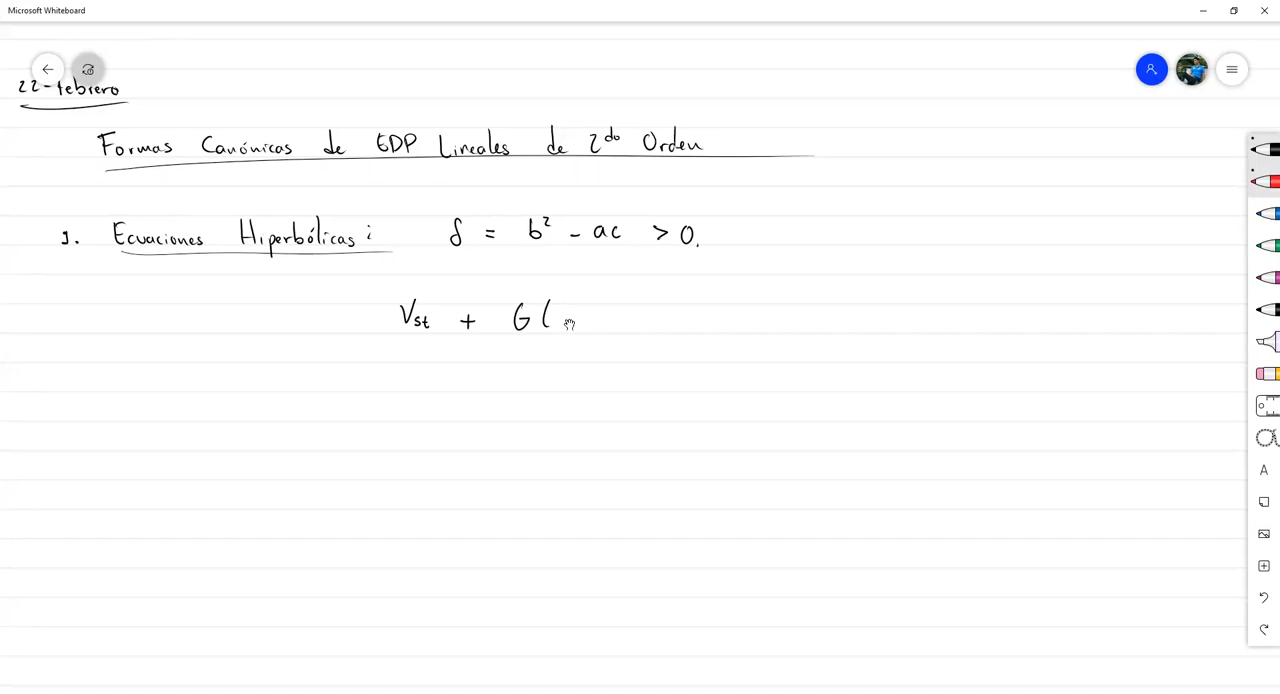 Microsoft Whiteboard
22-febrero
Formas Canónicas de EDP Lineales de 2do Orden
1. Ecuaciones Hiperbólicas: δ = b² - ac > 0.
Vst + G(
A